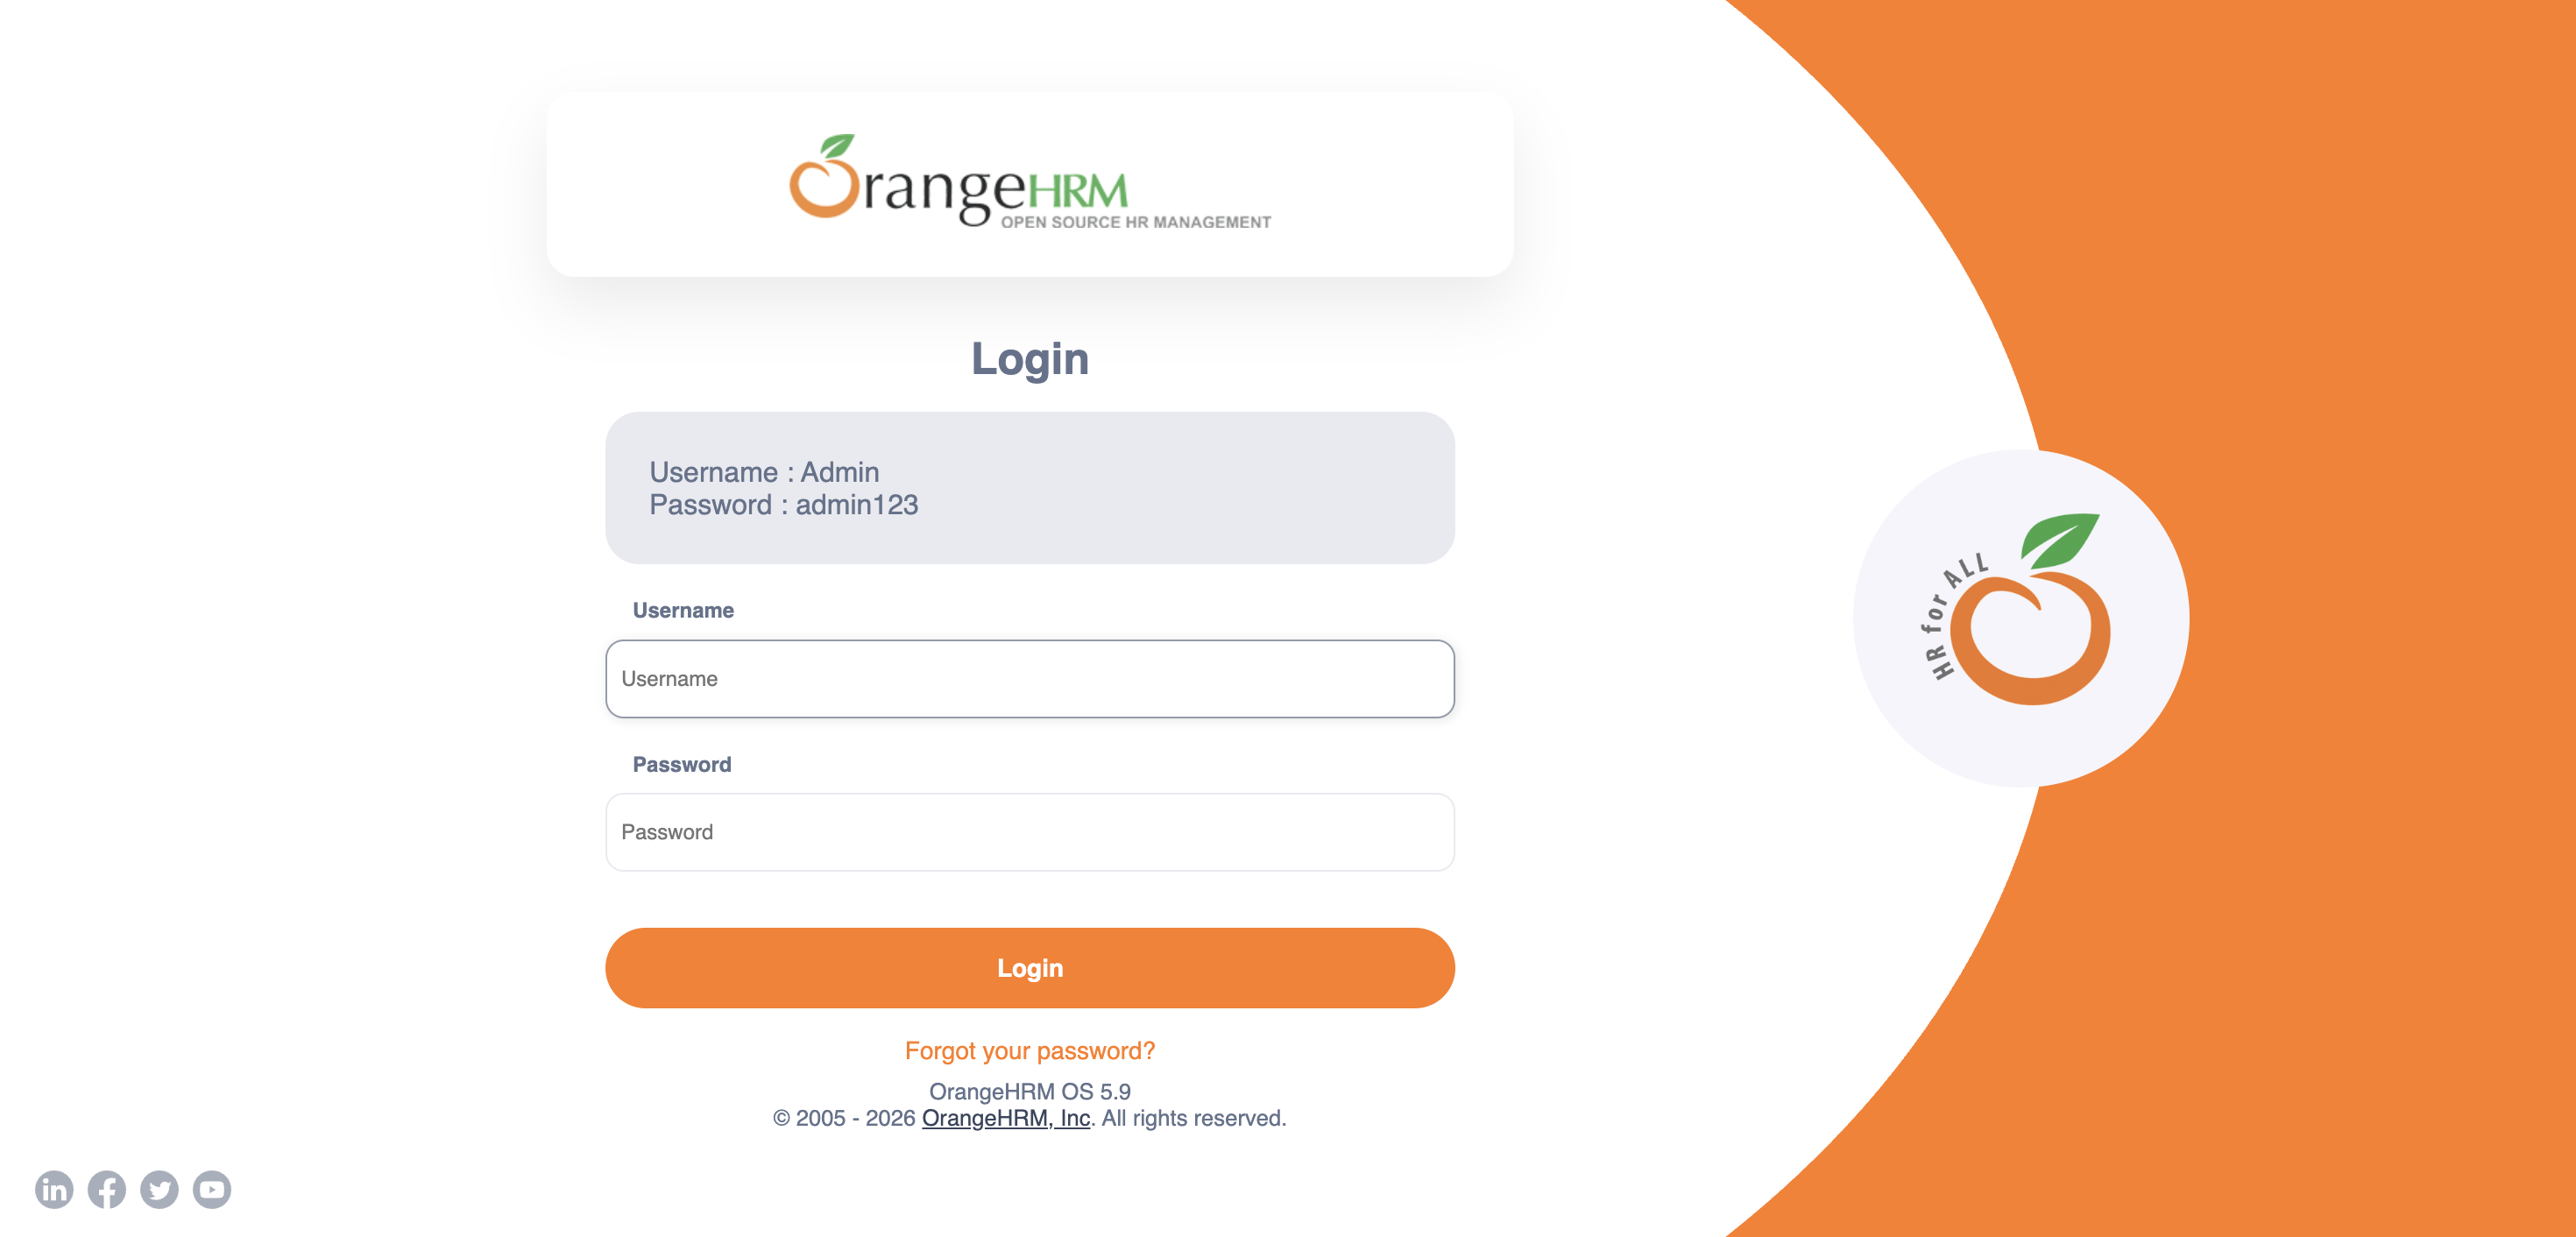 OrangeHRM
OPEN SOURCE HR MANAGEMENT
Login
Username : Admin
Password : admin123
Username
Username
Password
Password
Login
Forgot your password?
OrangeHRM OS 5.9
© 2005 - 2026 OrangeHRM, Inc. All rights reserved.
HR for ALL
in